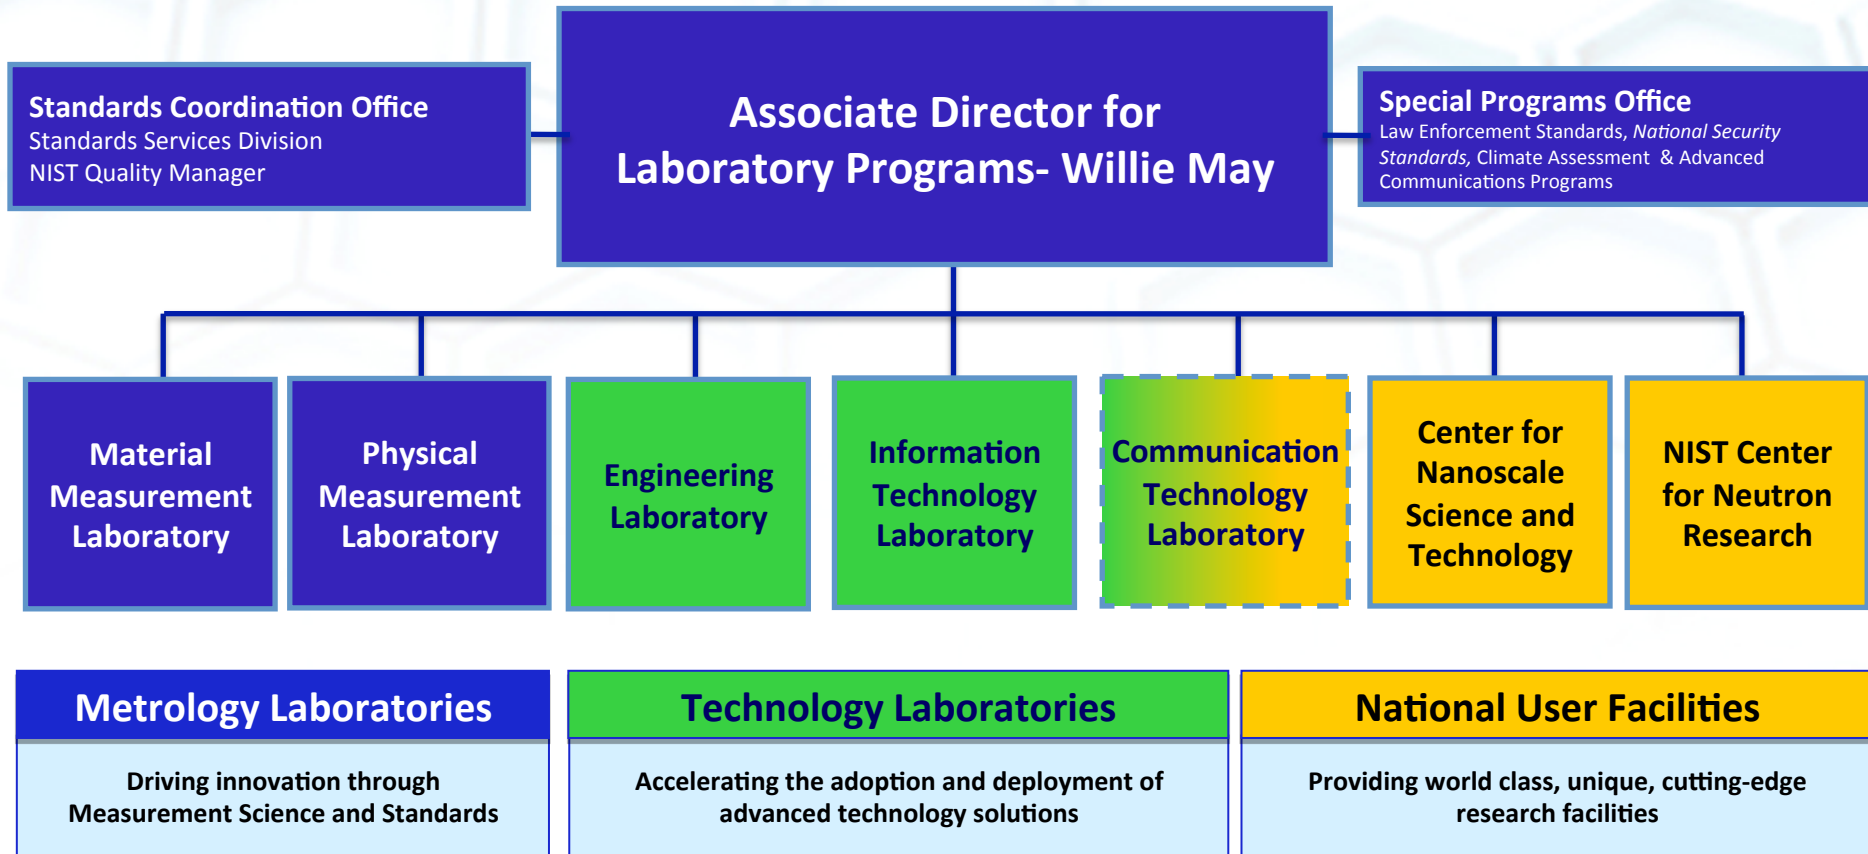 Standards Coordination Office
Standards Services Division
NIST Quality Manager
Associate Director for
Laboratory Programs- Willie May
Special Programs Office
Law Enforcement Standards, National Security
Standards, Climate Assessment & Advanced
Communications Programs
Material
Measurement
Laboratory
Physical
Measurement
Laboratory
Engineering
Laboratory
Information
Technology
Laboratory
Communication
Technology
Laboratory
Center for
Nanoscale
Science and
Technology
NIST Center
for Neutron
Research
Metrology Laboratories
Driving innovation through
Measurement Science and Standards
Technology Laboratories
Accelerating the adoption and deployment of
advanced technology solutions
National User Facilities
Providing world class, unique, cutting-edge
research facilities